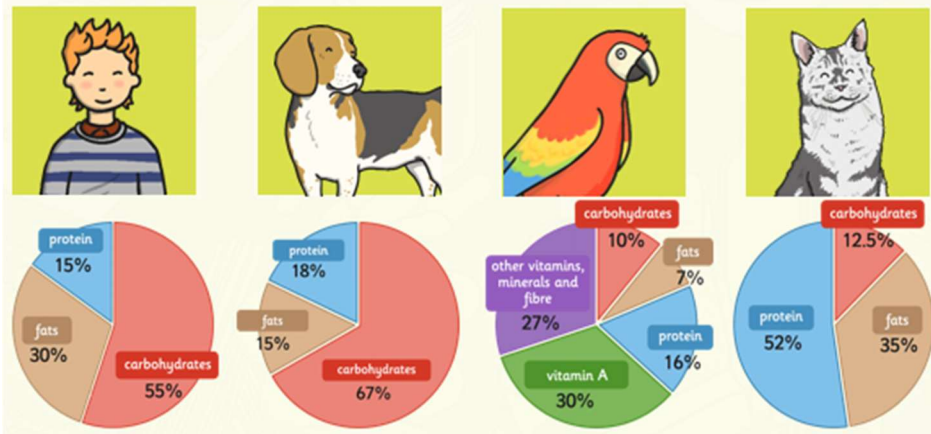 protein
15%
fats
30%
carbohydrates
55%
protein
18%
fats
15%
carbohydrates
67%
carbohydrates
10%
fats
7%
protein
16%
vitamin A
30%
other vitamins,
minerals and
fibre
27%
carbohydrates
12.5%
fats
35%
protein
52%